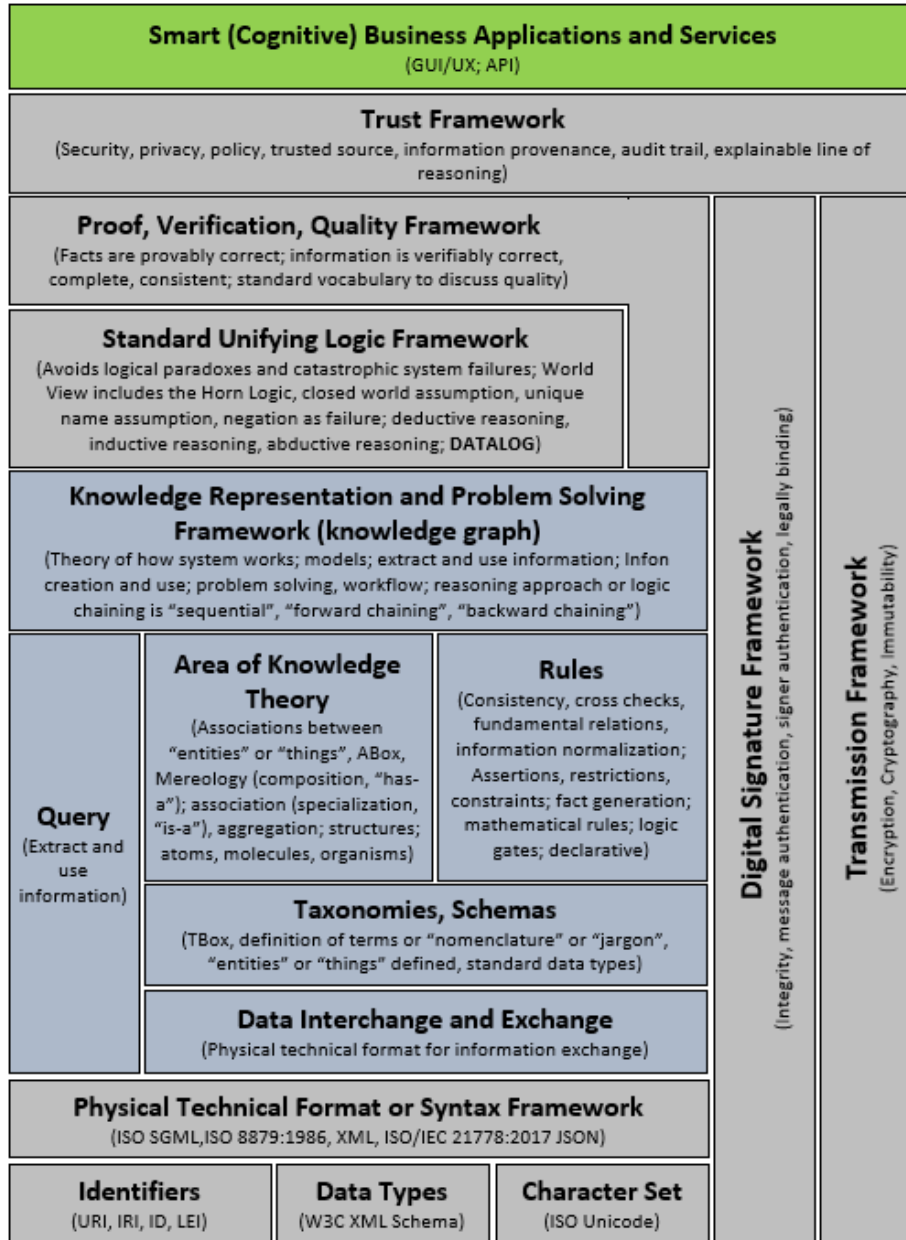 Smart (Cognitive) Business Applications and Services
(GUI/UX; API)
Trust Framework
(Security, privacy, policy, trusted source, information provenance, audit trail, explainable line of
reasoning)
Proof, Verification, Quality Framework
(Facts are provably correct; information is verifiably correct,
complete, consistent; standard vocabulary to discuss quality)
Standard Unifying Logic Framework
(Avoids logical paradoxes and catastrophic system failures; World
View includes the Horn Logic, closed world assumption, unique
name assumption, negation as failure; deductive reasoning,
inductive reasoning, abductive reasoning; DATALOG)
Knowledge Representation and Problem Solving
Framework (knowledge graph)
(Theory of how system works; models; extract and use information; Infon
creation and use; problem solving, workflow; reasoning approach or logic
chaining is “sequential”, “forward chaining”, “backward chaining”)
Query
(Extract and
use
information)
Area of Knowledge
Theory
(Associations between
“entities” or “things”, ABox,
Mereology (composition, “has-
a”); association (specialization,
“is-a”), aggregation; structures;
atoms, molecules, organisms)
Rules
(Consistency, cross checks,
fundamental relations,
information normalization;
Assertions, restrictions,
constraints; fact generation;
mathematical rules; logic
gates; declarative)
Taxonomies, Schemas
(TBox, definition of terms or “nomenclature” or “jargon”,
“entities” or “things” defined, standard data types)
Data Interchange and Exchange
(Physical technical format for information exchange)
Physical Technical Format or Syntax Framework
(ISO SGML,ISO 8879:1986, XML, ISO/IEC 21778:2017 JSON)
Identifiers
(URI, IRI, ID, LEI)
Data Types
(W3C XML Schema)
Character Set
(ISO Unicode)
Digital Signature Framework
(Integrity, message authentication, signer authentication, legally binding)
Transmission Framework
(Encryption, Cryptography, Immutability)